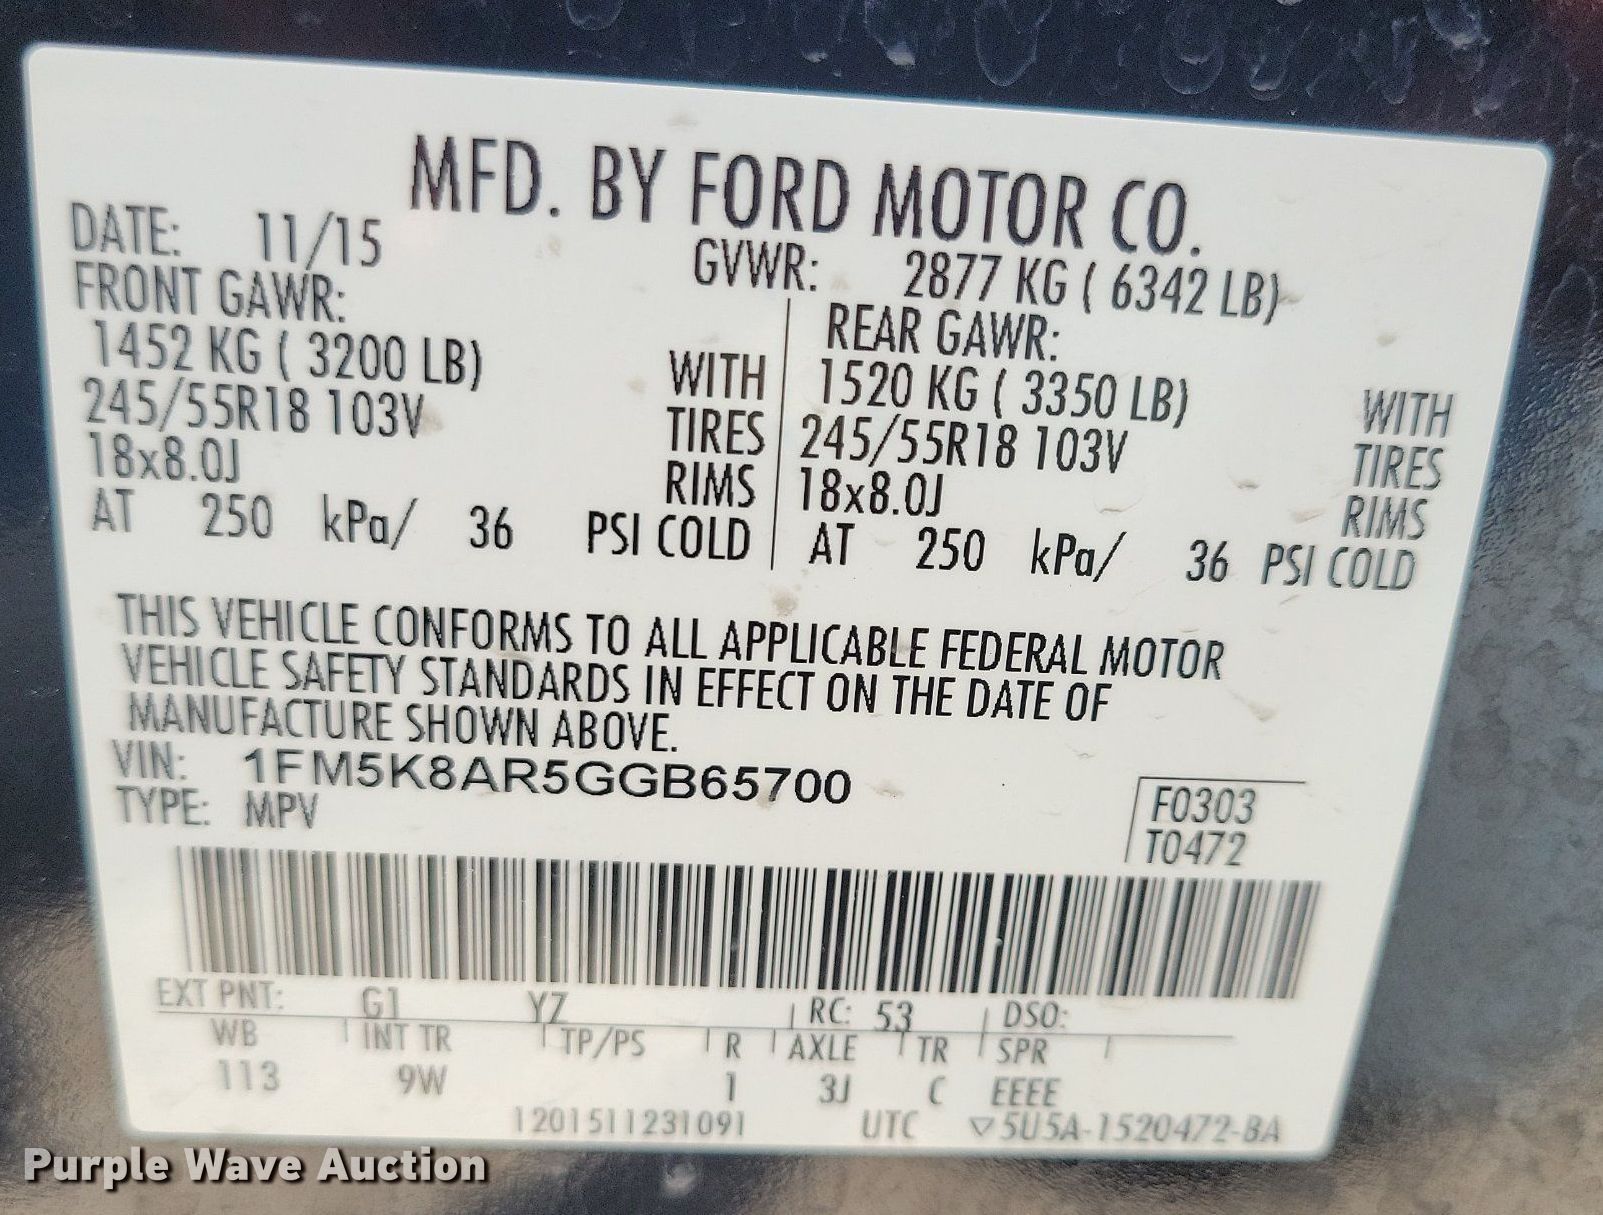 MFD. BY FORD MOTOR CO.
DATE: 11/15 GVWR: 2877 KG ( 6342 LB)
FRONT GAWR: REAR GAWR:
1452 KG ( 3200 LB) WITH 1520 KG ( 3350 LB) WITH
245/55R18 103V TIRES 245/55R18 103V TIRES
18x8.0J RIMS 18x8.0J RIMS
AT 250 kPa/ 36 PSI COLD AT 250 kPa/ 36 PSI COLD
THIS VEHICLE CONFORMS TO ALL APPLICABLE FEDERAL MOTOR
VEHICLE SAFETY STANDARDS IN EFFECT ON THE DATE OF
MANUFACTURE SHOWN ABOVE.
VIN: 1FM5K8AR5GGB65700
TYPE: MPV
F0303
T0472
EXT PNT: G1 YZ RC: 53 DSO:
WB INT TR TP/PS R AXLE TR SPR
113 9W 1 3J C EEEE
1201511231091 UTC ▽5U5A-1520472-BA
Purple Wave Auction